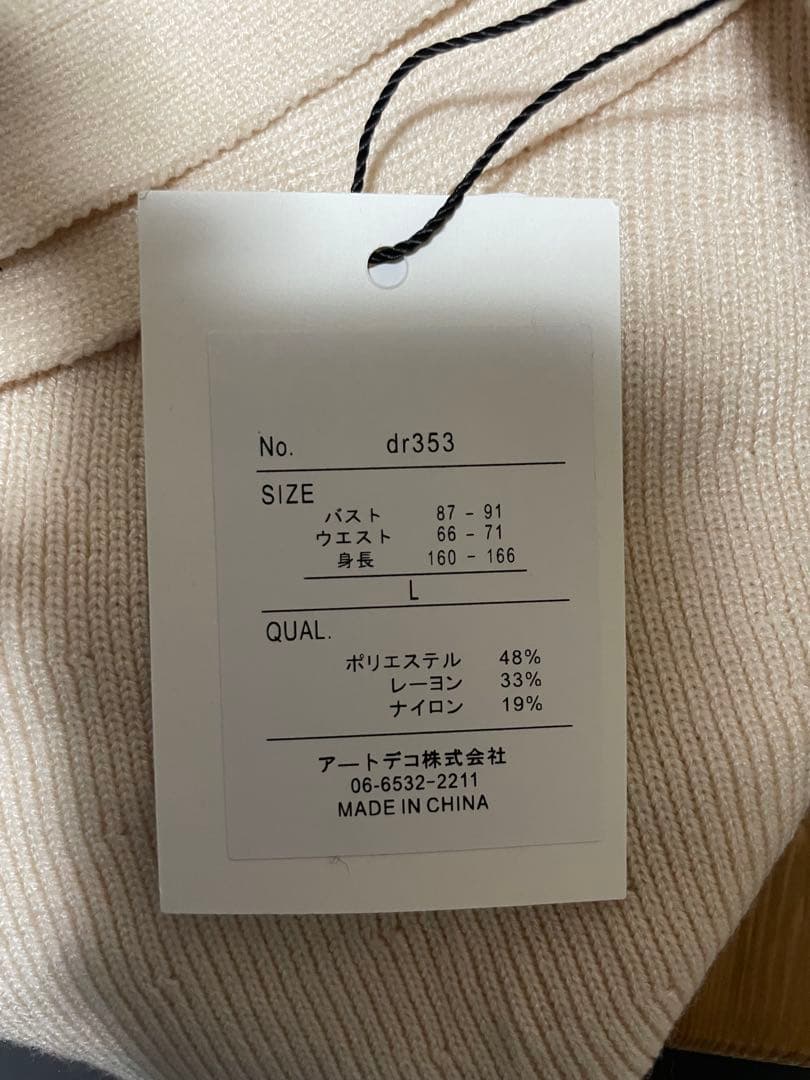 No. dr353
SIZE
バスト 87 - 91
ウエスト 66 - 71
身長 160 - 166
L
QUAL.
ポリエステル 48%
レーヨン 33%
ナイロン 19%
アートデコ株式会社
06-6532-2211
MADE IN CHINA